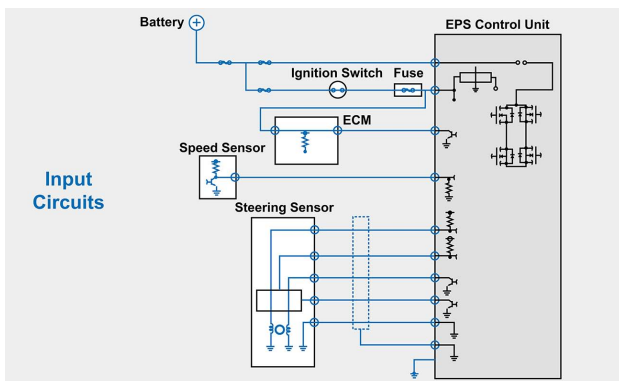 Battery
EPS Control Unit
Ignition Switch
Fuse
ECM
Speed Sensor
Input
Circuits
Steering Sensor